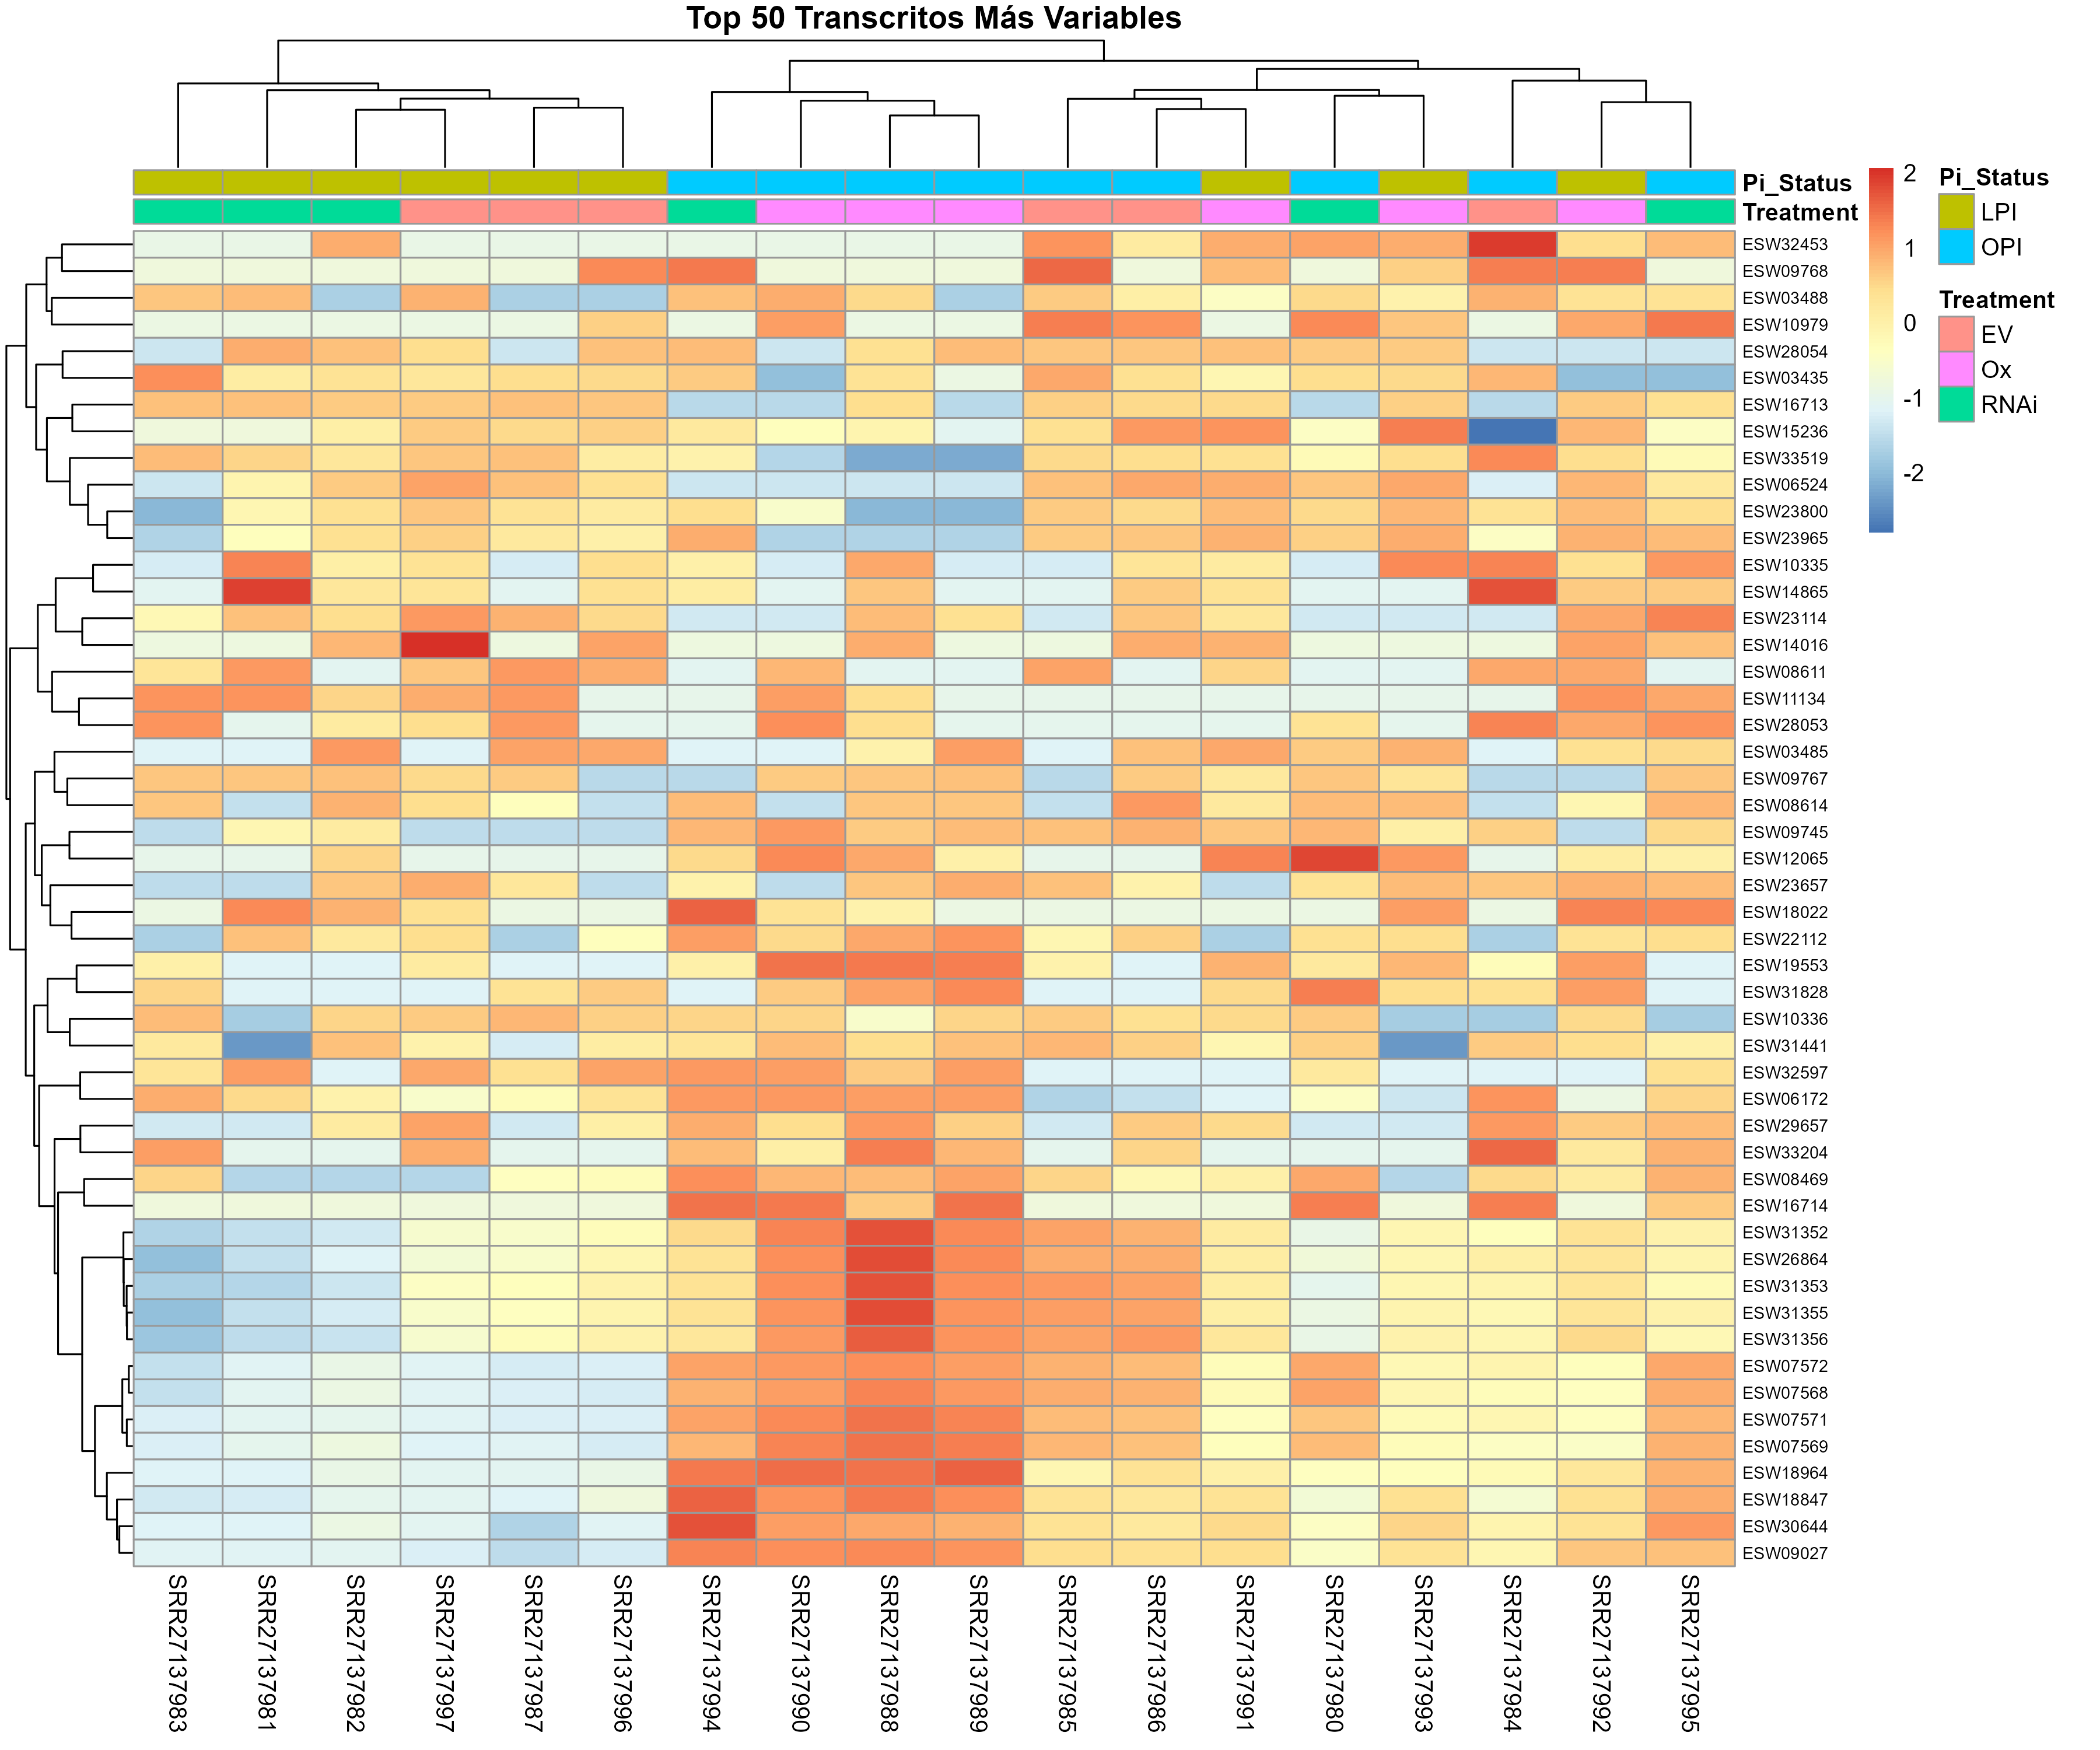 Top 50 Transcritos Más Variables
Pi_Status
Treatment
ESW32453
ESW09768
ESW03488
ESW10979
ESW28054
ESW03435
ESW16713
ESW15236
ESW33519
ESW06524
ESW23800
ESW23965
ESW10335
ESW14865
ESW23114
ESW14016
ESW08611
ESW11134
ESW28053
ESW03485
ESW09767
ESW08614
ESW09745
ESW12065
ESW23657
ESW18022
ESW22112
ESW19553
ESW31828
ESW10336
ESW31441
ESW32597
ESW06172
ESW29657
ESW33204
ESW08469
ESW16714
ESW31352
ESW26864
ESW31353
ESW31355
ESW31356
ESW07572
ESW07568
ESW07571
ESW07569
ESW18964
ESW18847
ESW30644
ESW09027
SRR27137983
SRR27137981
SRR27137982
SRR27137997
SRR27137987
SRR27137996
SRR27137994
SRR27137990
SRR27137988
SRR27137989
SRR27137985
SRR27137986
SRR27137991
SRR27137980
SRR27137993
SRR27137984
SRR27137992
SRR27137995
2
1
0
-1
-2
Pi_Status
LPI
OPI
Treatment
EV
Ox
RNAi